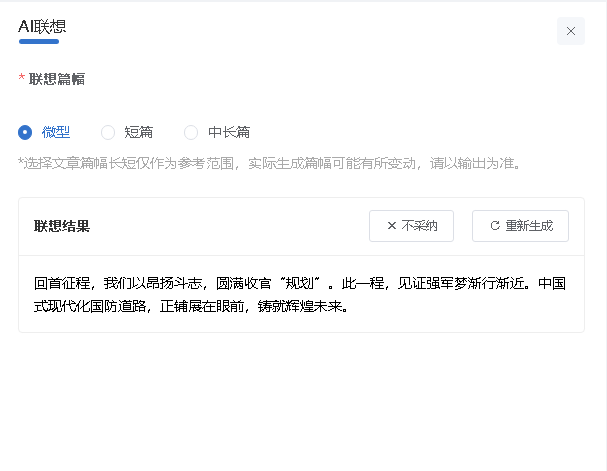 AI联想
* 联想篇幅
微型 短篇 中长篇
*选择文章篇幅长短仅作为参考范围，实际生成篇幅可能有所变动，请以输出为准。
联想结果 不采纳 重新生成
回首征程，我们以昂扬斗志，圆满收官“规划”。此一程，见证强军梦渐行渐近。中国
式现代化国防道路，正铺展在眼前，铸就辉煌未来。